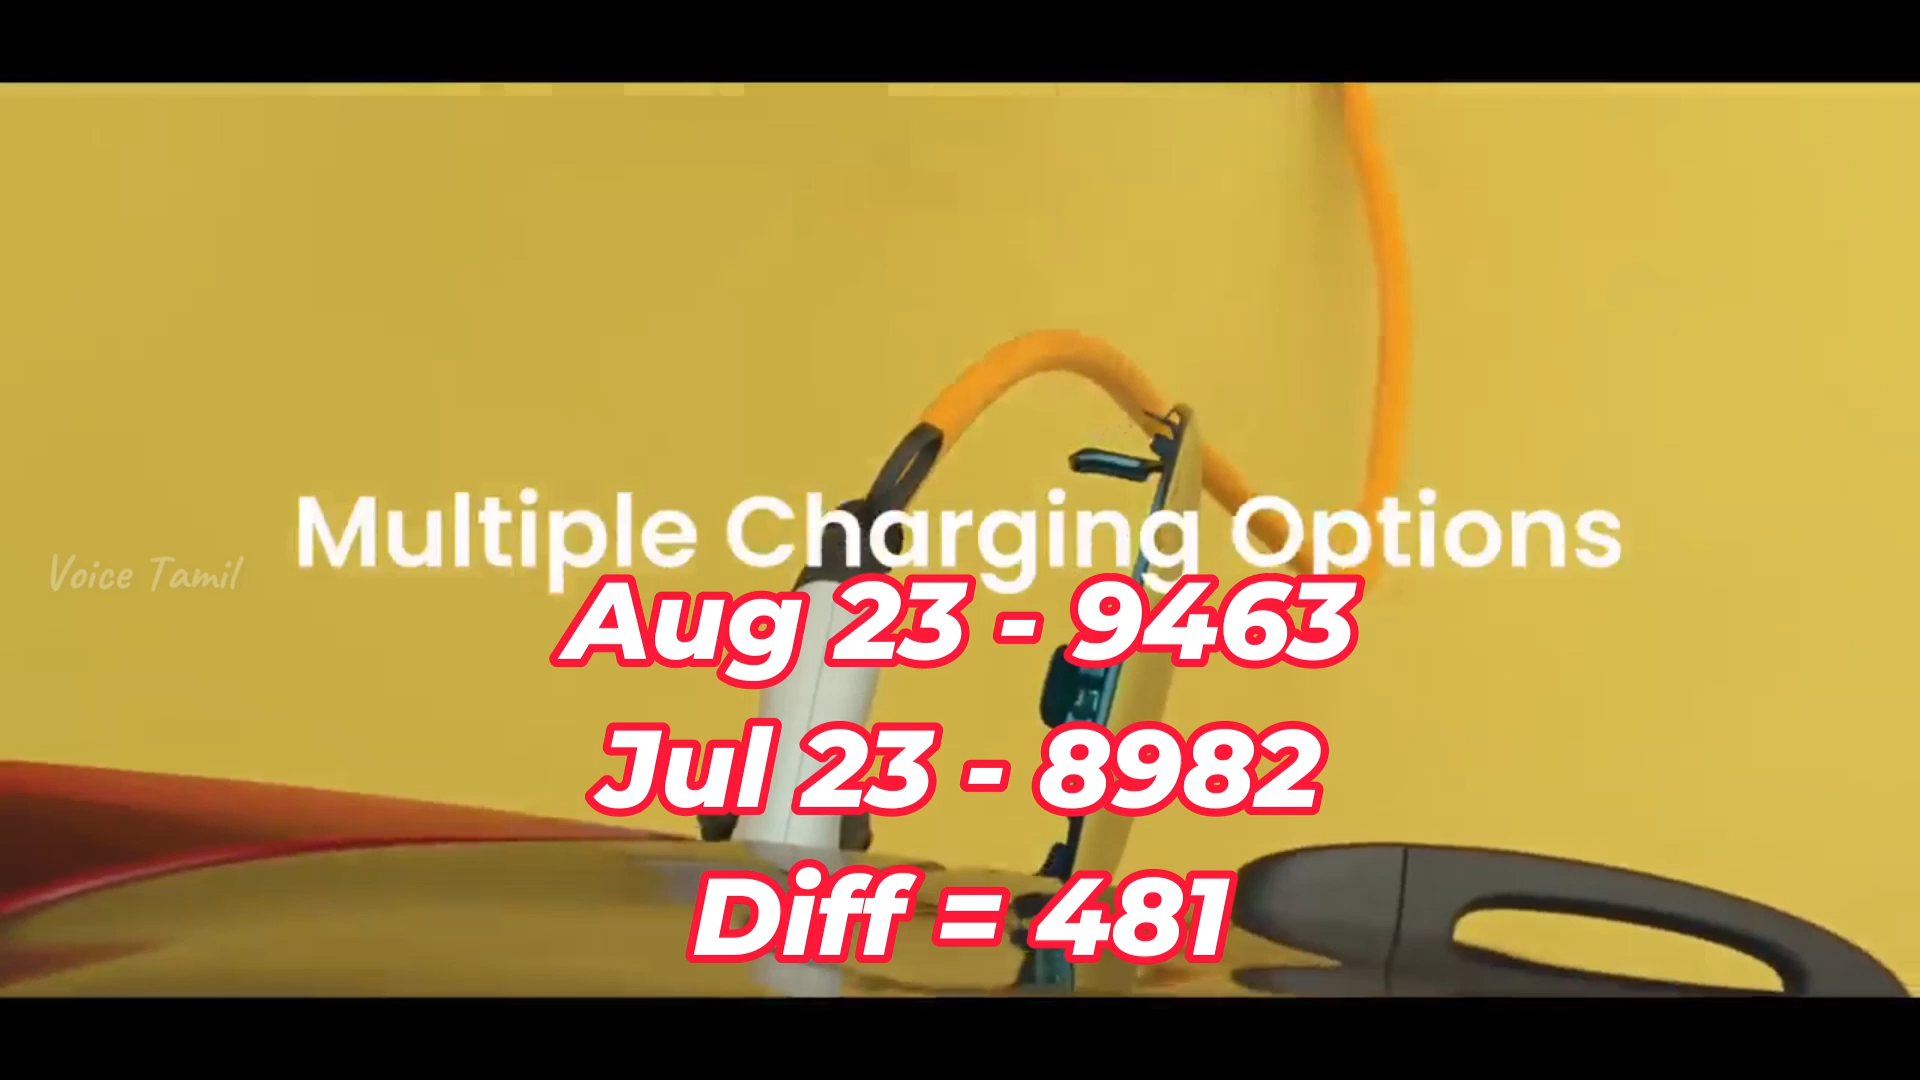 Multiple Charging Options
Voice Tamil
Aug 23 - 9463
Jul 23 - 8982
Diff = 481